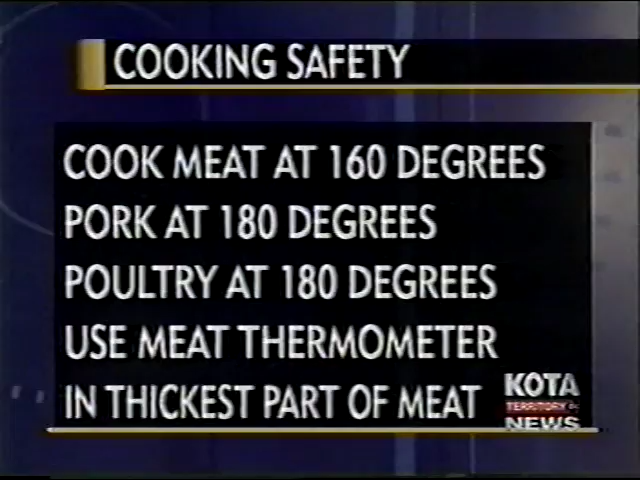 COOKING SAFETY
COOK MEAT AT 160 DEGREES
PORK AT 180 DEGREES
POULTRY AT 180 DEGREES
USE MEAT THERMOMETER
IN THICKEST PART OF MEAT
KOTA
TERRITORY
NEWS